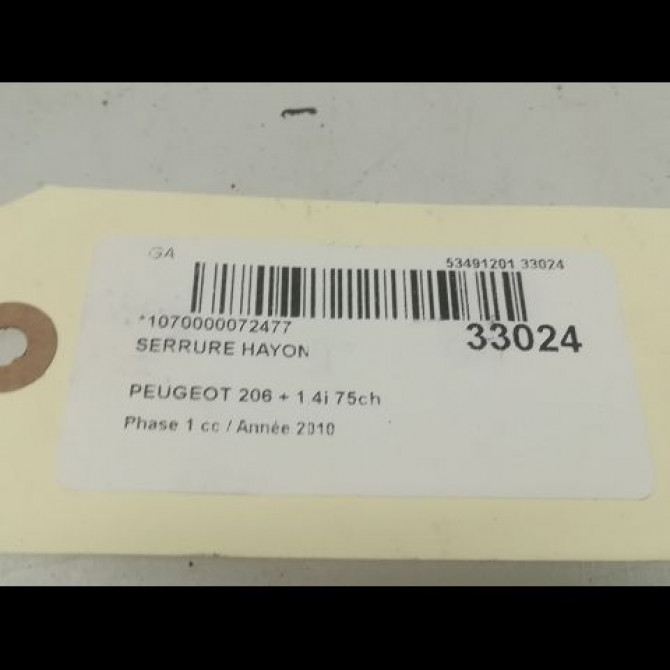 GA
53491201 33024
*1070000072477
33024
SERRURE HAYON
PEUGEOT 206 + 1.4i 75ch
Phase 1 cc / Année 2010